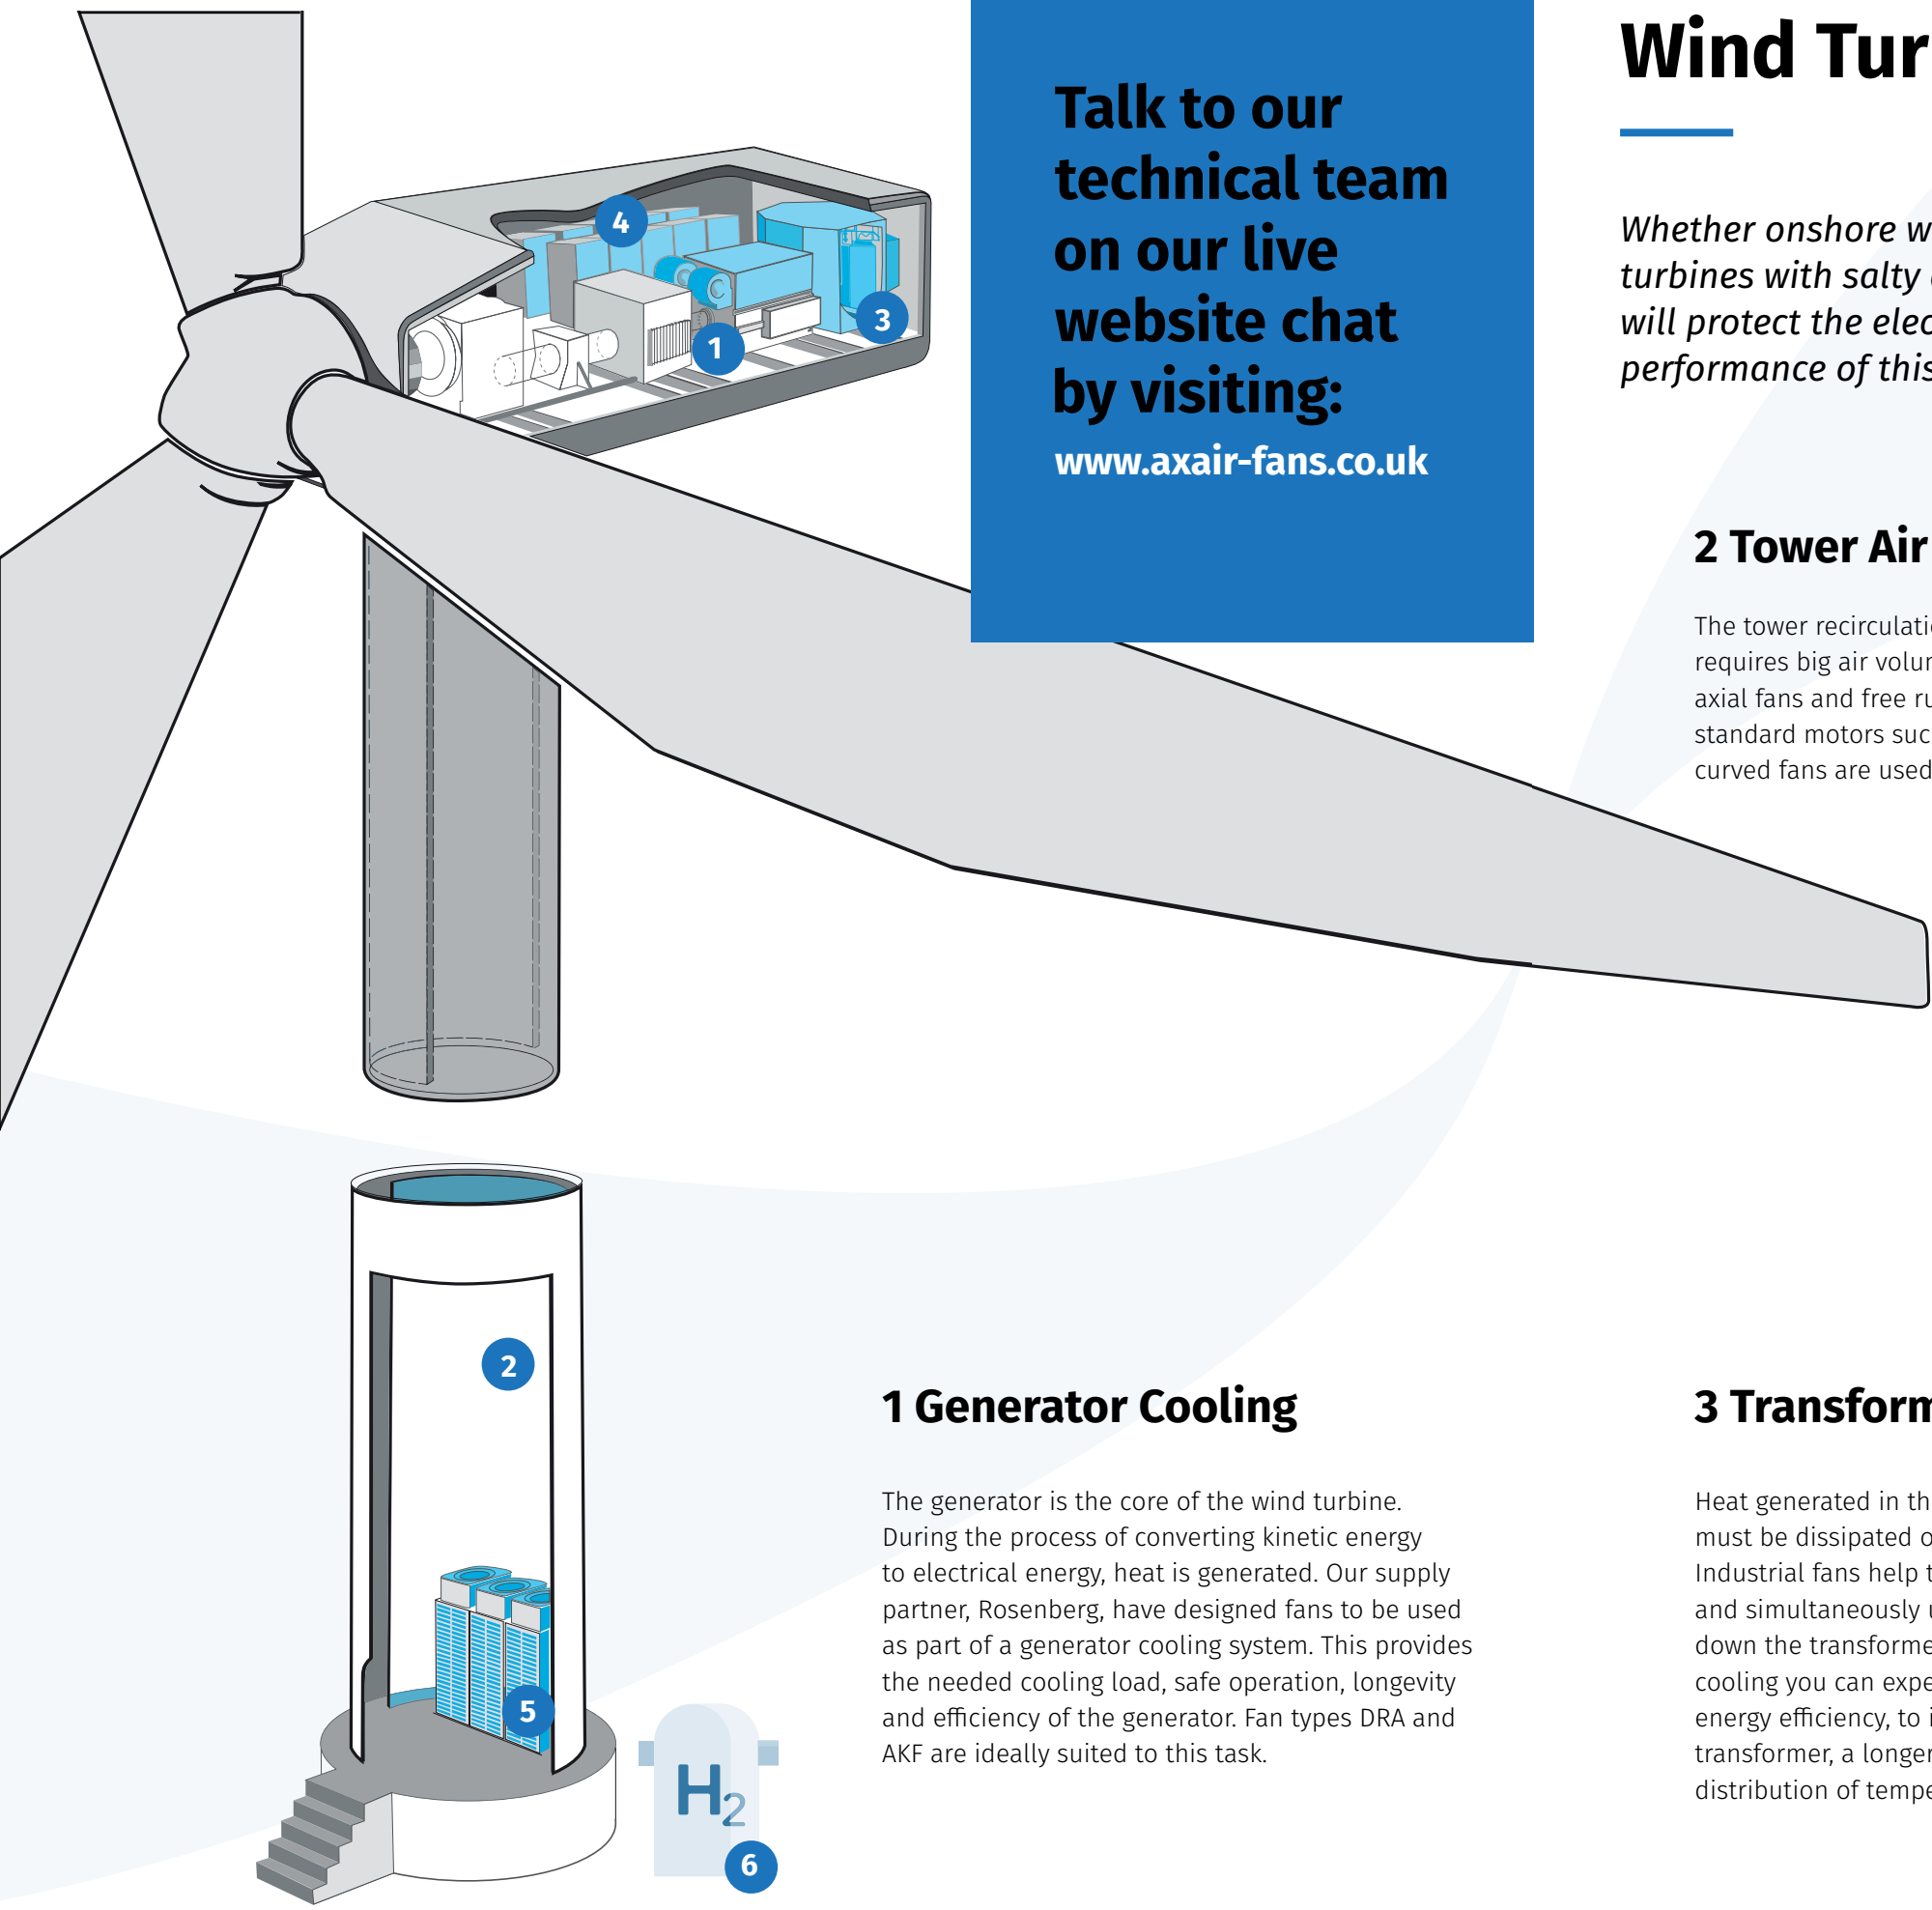 Talk to our
technical team
on our live
website chat
by visiting:
www.axair-fans.co.uk
Wind Tur
Whether onshore w
turbines with salty
will protect the elec
performance of this
4
3
1
2 Tower Air
The tower recirculati
requires big air volu
axial fans and free ru
standard motors suc
curved fans are used
2
5
H2
6
1 Generator Cooling
The generator is the core of the wind turbine.
During the process of converting kinetic energy
to electrical energy, heat is generated. Our supply
partner, Rosenberg, have designed fans to be used
as part of a generator cooling system. This provides
the needed cooling load, safe operation, longevity
and efficiency of the generator. Fan types DRA and
AKF are ideally suited to this task.
3 Transform
Heat generated in th
must be dissipated o
Industrial fans help t
and simultaneously u
down the transforme
cooling you can expe
energy efficiency, to i
transformer, a longer
distribution of tempe